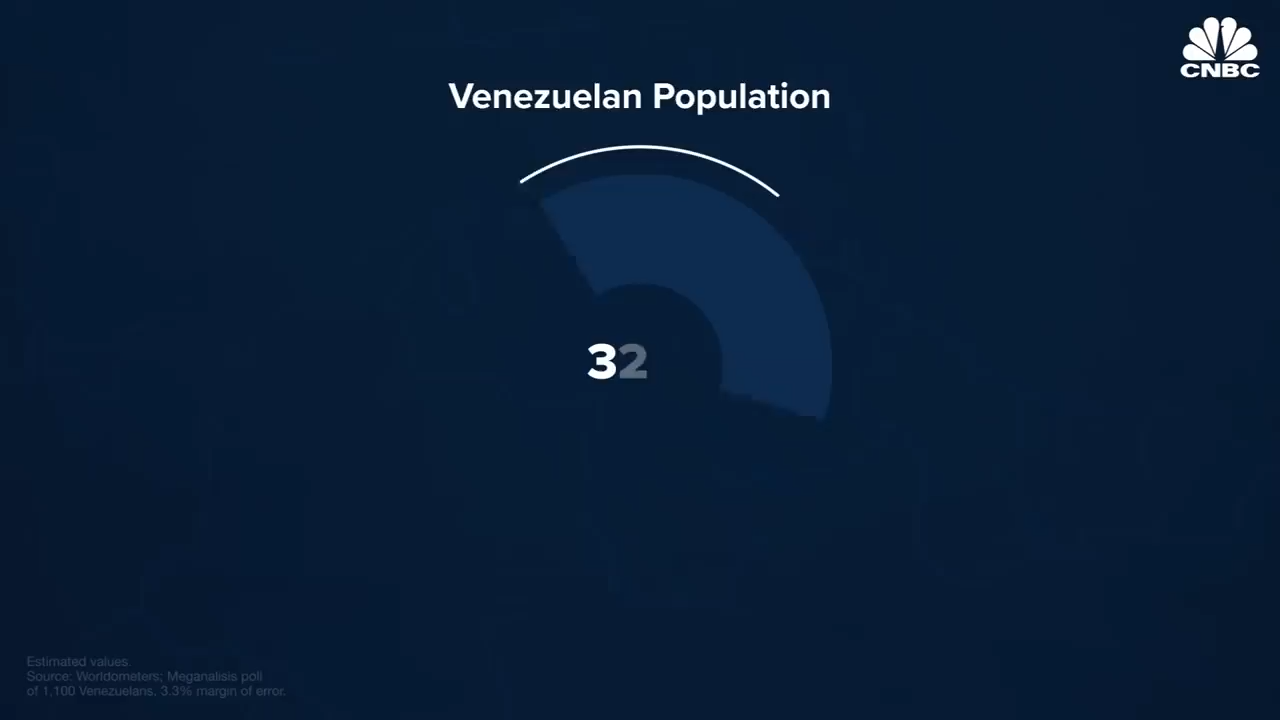 CNBC
Venezuelan Population
32
Estimated values.
Source: Worldometers; Meganalisis poll
of 1,100 Venezuelans. 3.3% margin of error.